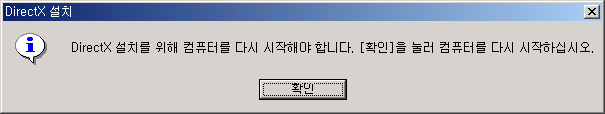 DirectX 설치
DirectX 설치를 위해 컴퓨터를 다시 시작해야 합니다. [확인]을 눌러 컴퓨터를 다시 시작하십시오.
확인